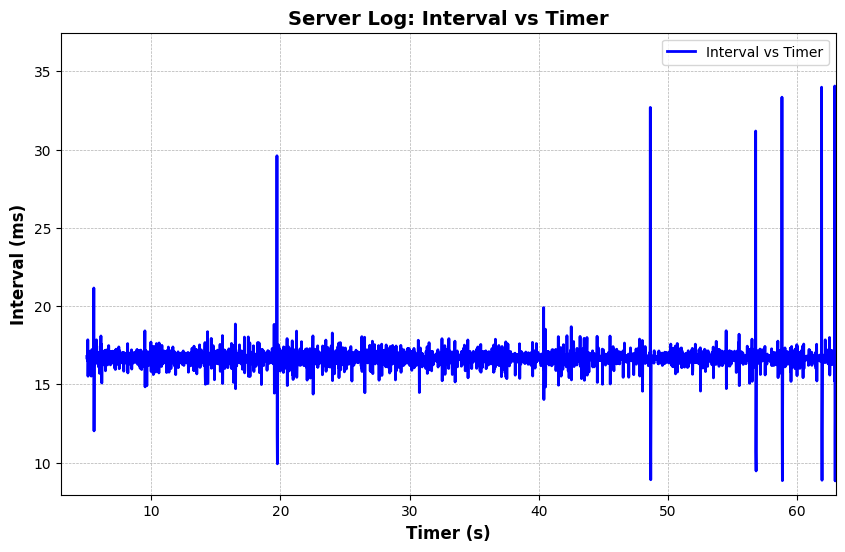 Server Log: Interval vs Timer
Interval vs Timer
35
30
25
20
15
10
Interval (ms)
10 20 30 40 50 60
Timer (s)